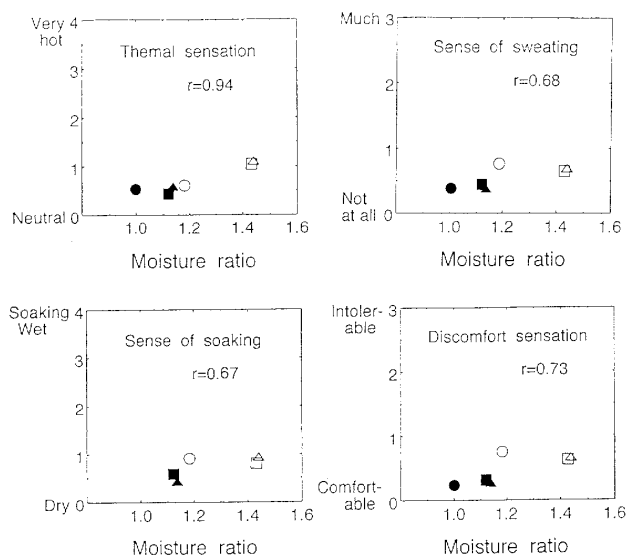 Very
hot
4
3
2
1
Neutral 0
Themal sensation
r=0.94
1.0 1.2 1.4 1.6
Moisture ratio
Much 3
2
1
Not
at all 0
Sense of sweating
r=0.68
1.0 1.2 1.4 1.6
Moisture ratio
Soaking
Wet
4
3
2
1
Dry 0
Sense of soaking
r=0.67
1.0 1.2 1.4 1.6
Moisture ratio
Intoler-
able
3
2
1
Comfort-
able
0
Discomfort sensation
r=0.73
1.0 1.2 1.4 1.6
Moisture ratio